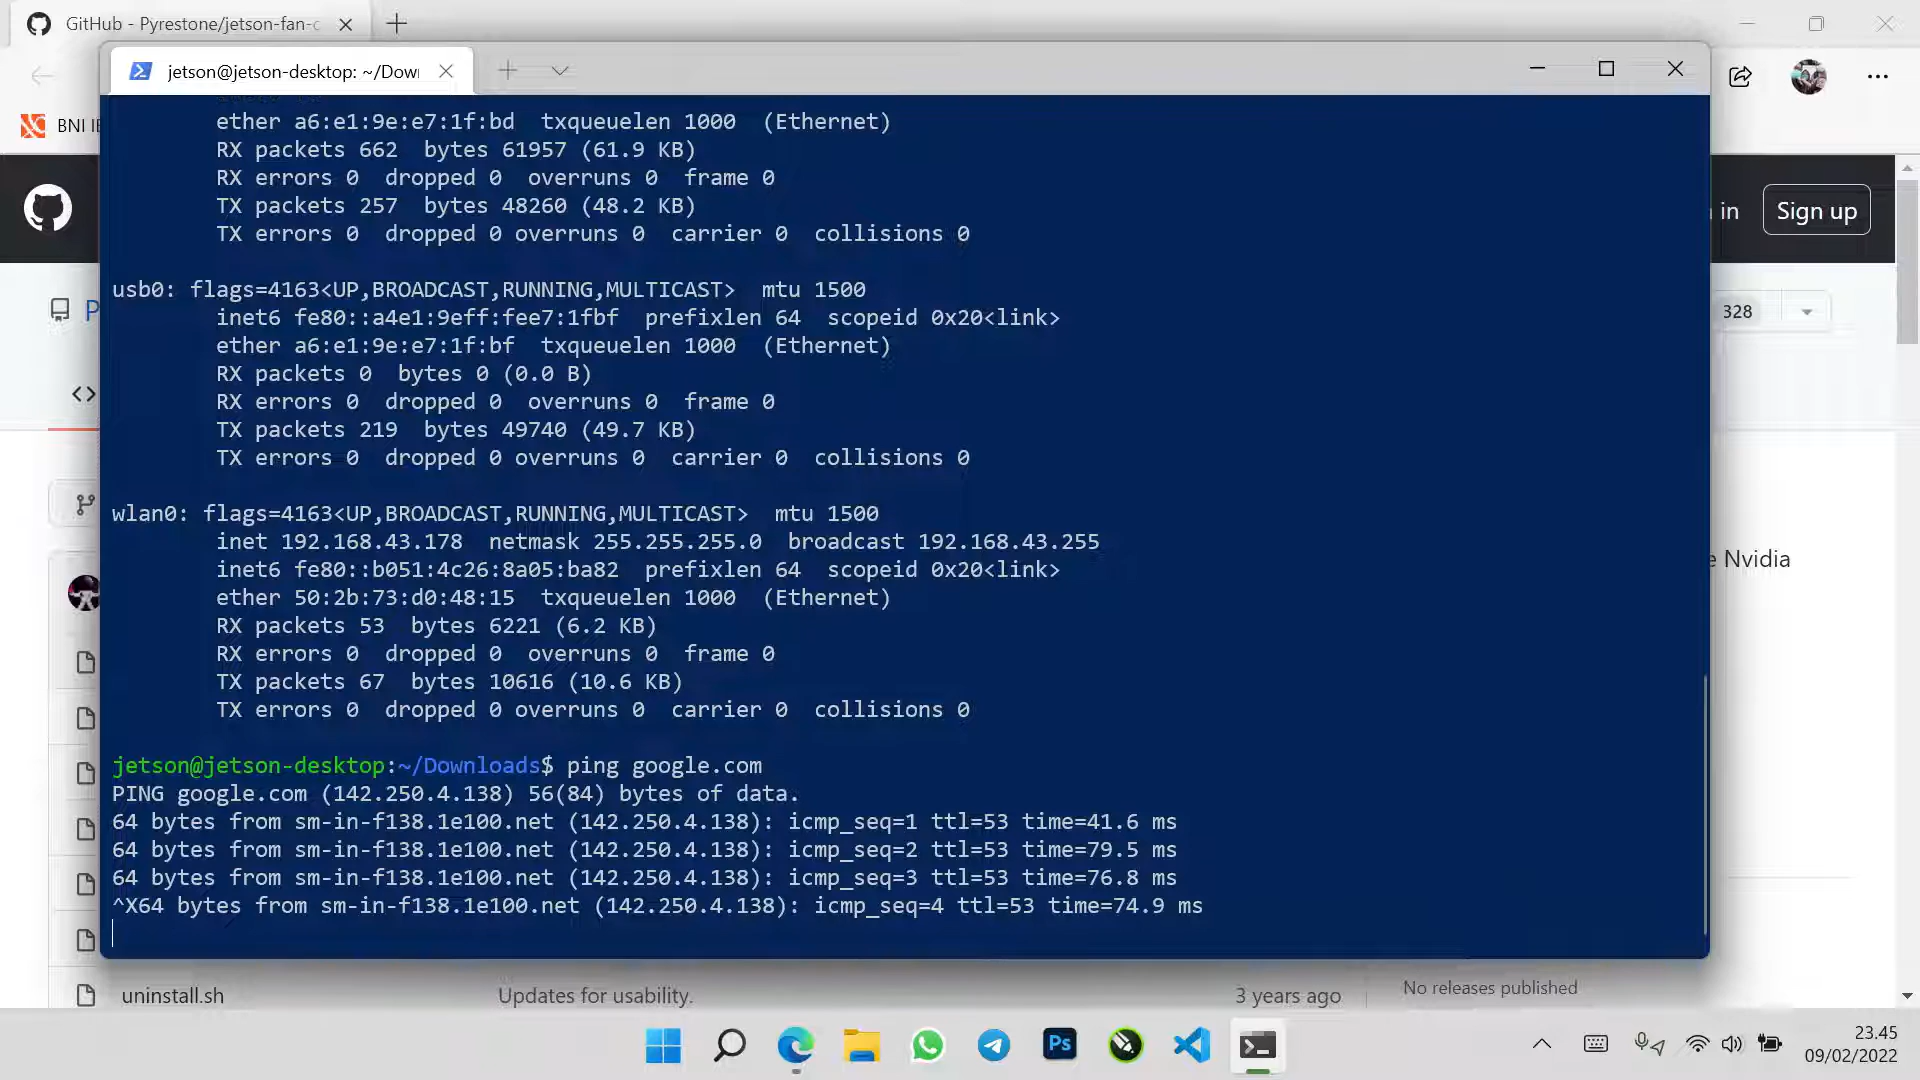 GitHub - Pyrestone/jetson-fan-c
jetson@jetson-desktop: ~/Dow
BNI
in
Sign up
328
ether a6:e1:9e:e7:1f:bd  txqueuelen 1000  (Ethernet)
RX packets 662  bytes 61957 (61.9 KB)
RX errors 0  dropped 0  overruns 0  frame 0
TX packets 257  bytes 48260 (48.2 KB)
TX errors 0  dropped 0 overruns 0  carrier 0  collisions 0
usb0: flags=4163<UP,BROADCAST,RUNNING,MULTICAST>  mtu 1500
inet6 fe80::a4e1:9eff:fee7:1fbf  prefixlen 64  scopeid 0x20<link>
ether a6:e1:9e:e7:1f:bf  txqueuelen 1000  (Ethernet)
RX packets 0  bytes 0 (0.0 B)
RX errors 0  dropped 0  overruns 0  frame 0
TX packets 219  bytes 49740 (49.7 KB)
TX errors 0  dropped 0 overruns 0  carrier 0  collisions 0
wlan0: flags=4163<UP,BROADCAST,RUNNING,MULTICAST>  mtu 1500
inet 192.168.43.178  netmask 255.255.255.0  broadcast 192.168.43.255
inet6 fe80::b051:4c26:8a05:ba82  prefixlen 64  scopeid 0x20<link>
ether 50:2b:73:d0:48:15  txqueuelen 1000  (Ethernet)
RX packets 53  bytes 6221 (6.2 KB)
RX errors 0  dropped 0  overruns 0  frame 0
TX packets 67  bytes 10616 (10.6 KB)
TX errors 0  dropped 0 overruns 0  carrier 0  collisions 0
jetson@jetson-desktop:~/Downloads$ ping google.com
PING google.com (142.250.4.138) 56(84) bytes of data.
64 bytes from sm-in-f138.1e100.net (142.250.4.138): icmp_seq=1 ttl=53 time=41.6 ms
64 bytes from sm-in-f138.1e100.net (142.250.4.138): icmp_seq=2 ttl=53 time=79.5 ms
64 bytes from sm-in-f138.1e100.net (142.250.4.138): icmp_seq=3 ttl=53 time=76.8 ms
^X64 bytes from sm-in-f138.1e100.net (142.250.4.138): icmp_seq=4 ttl=53 time=74.9 ms
P
e Nvidia
uninstall.sh
Updates for usability.
3 years ago
No releases published
Ps
23.45
09/02/2022